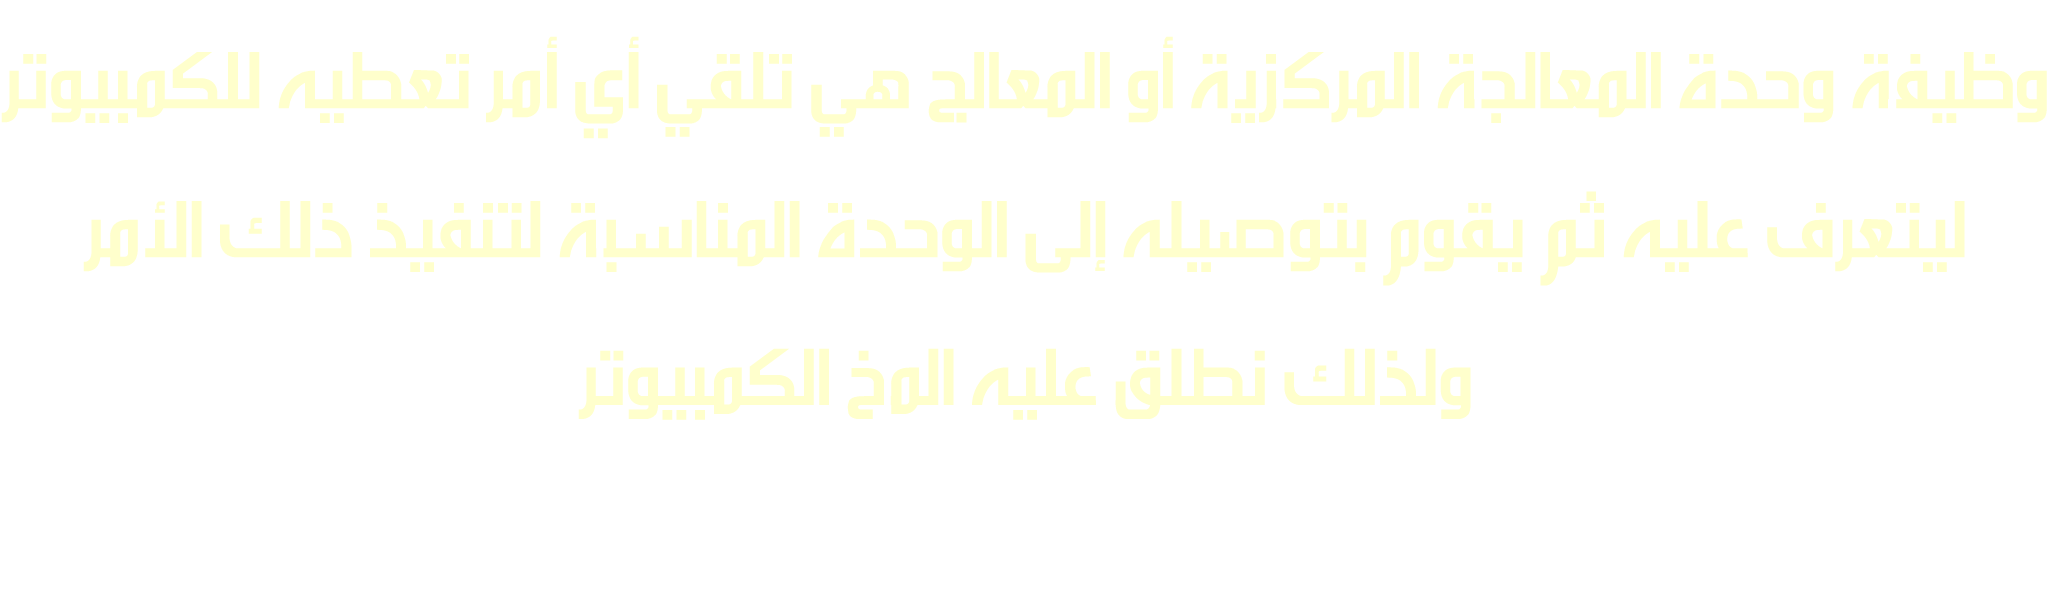 وظيفة وحدة المعالجة المركزية أو المعالج هي تلقي أي أمر تعطيه للكمبيوتر
ليتعرف عليه ثم يقوم بتوصيله إلى الوحدة المناسبة لتنفيذ ذلك الأمر
ولذلك نطلق عليه المخ الكمبيوتر